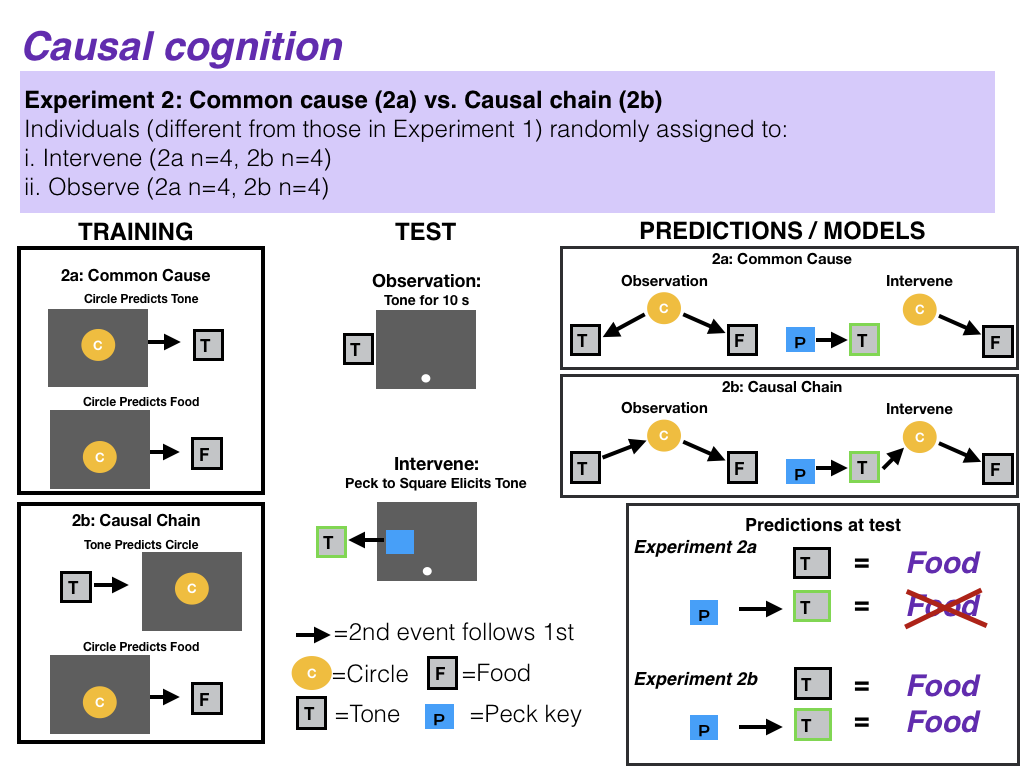 Causal cognition
Experiment 2: Common cause (2a) vs. Causal chain (2b)
Individuals (different from those in Experiment 1) randomly assigned to:
i. Intervene (2a n=4, 2b n=4)
ii. Observe (2a n=4, 2b n=4)
TRAINING
2a: Common Cause
Circle Predicts Tone
C
T
Circle Predicts Food
C
F
2b: Causal Chain
Tone Predicts Circle
T
C
Circle Predicts Food
C
F
TEST
Observation:
Tone for 10 s
T
Intervene:
Peck to Square Elicits Tone
T
=2nd event follows 1st
C =Circle F =Food
T =Tone P =Peck key
PREDICTIONS / MODELS
2a: Common Cause
Observation
C
T F
Intervene
C
P T F
2b: Causal Chain
Observation
C
T F
Intervene
C
P T F
Predictions at test
Experiment 2a
T = Food
P T = Food
Experiment 2b
T = Food
P T = Food